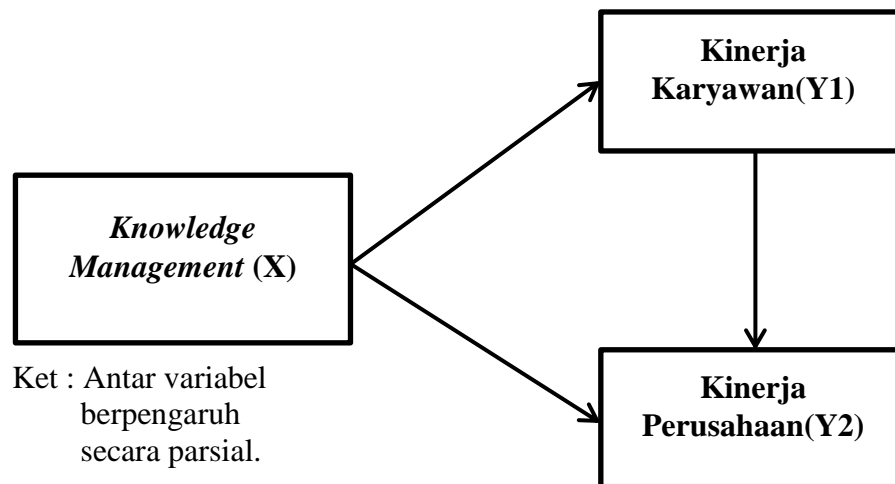 Kinerja
Karyawan(Y1)
Knowledge
Management (X)
Ket : Antar variabel
berpengaruh
secara parsial.
Kinerja
Perusahaan(Y2)